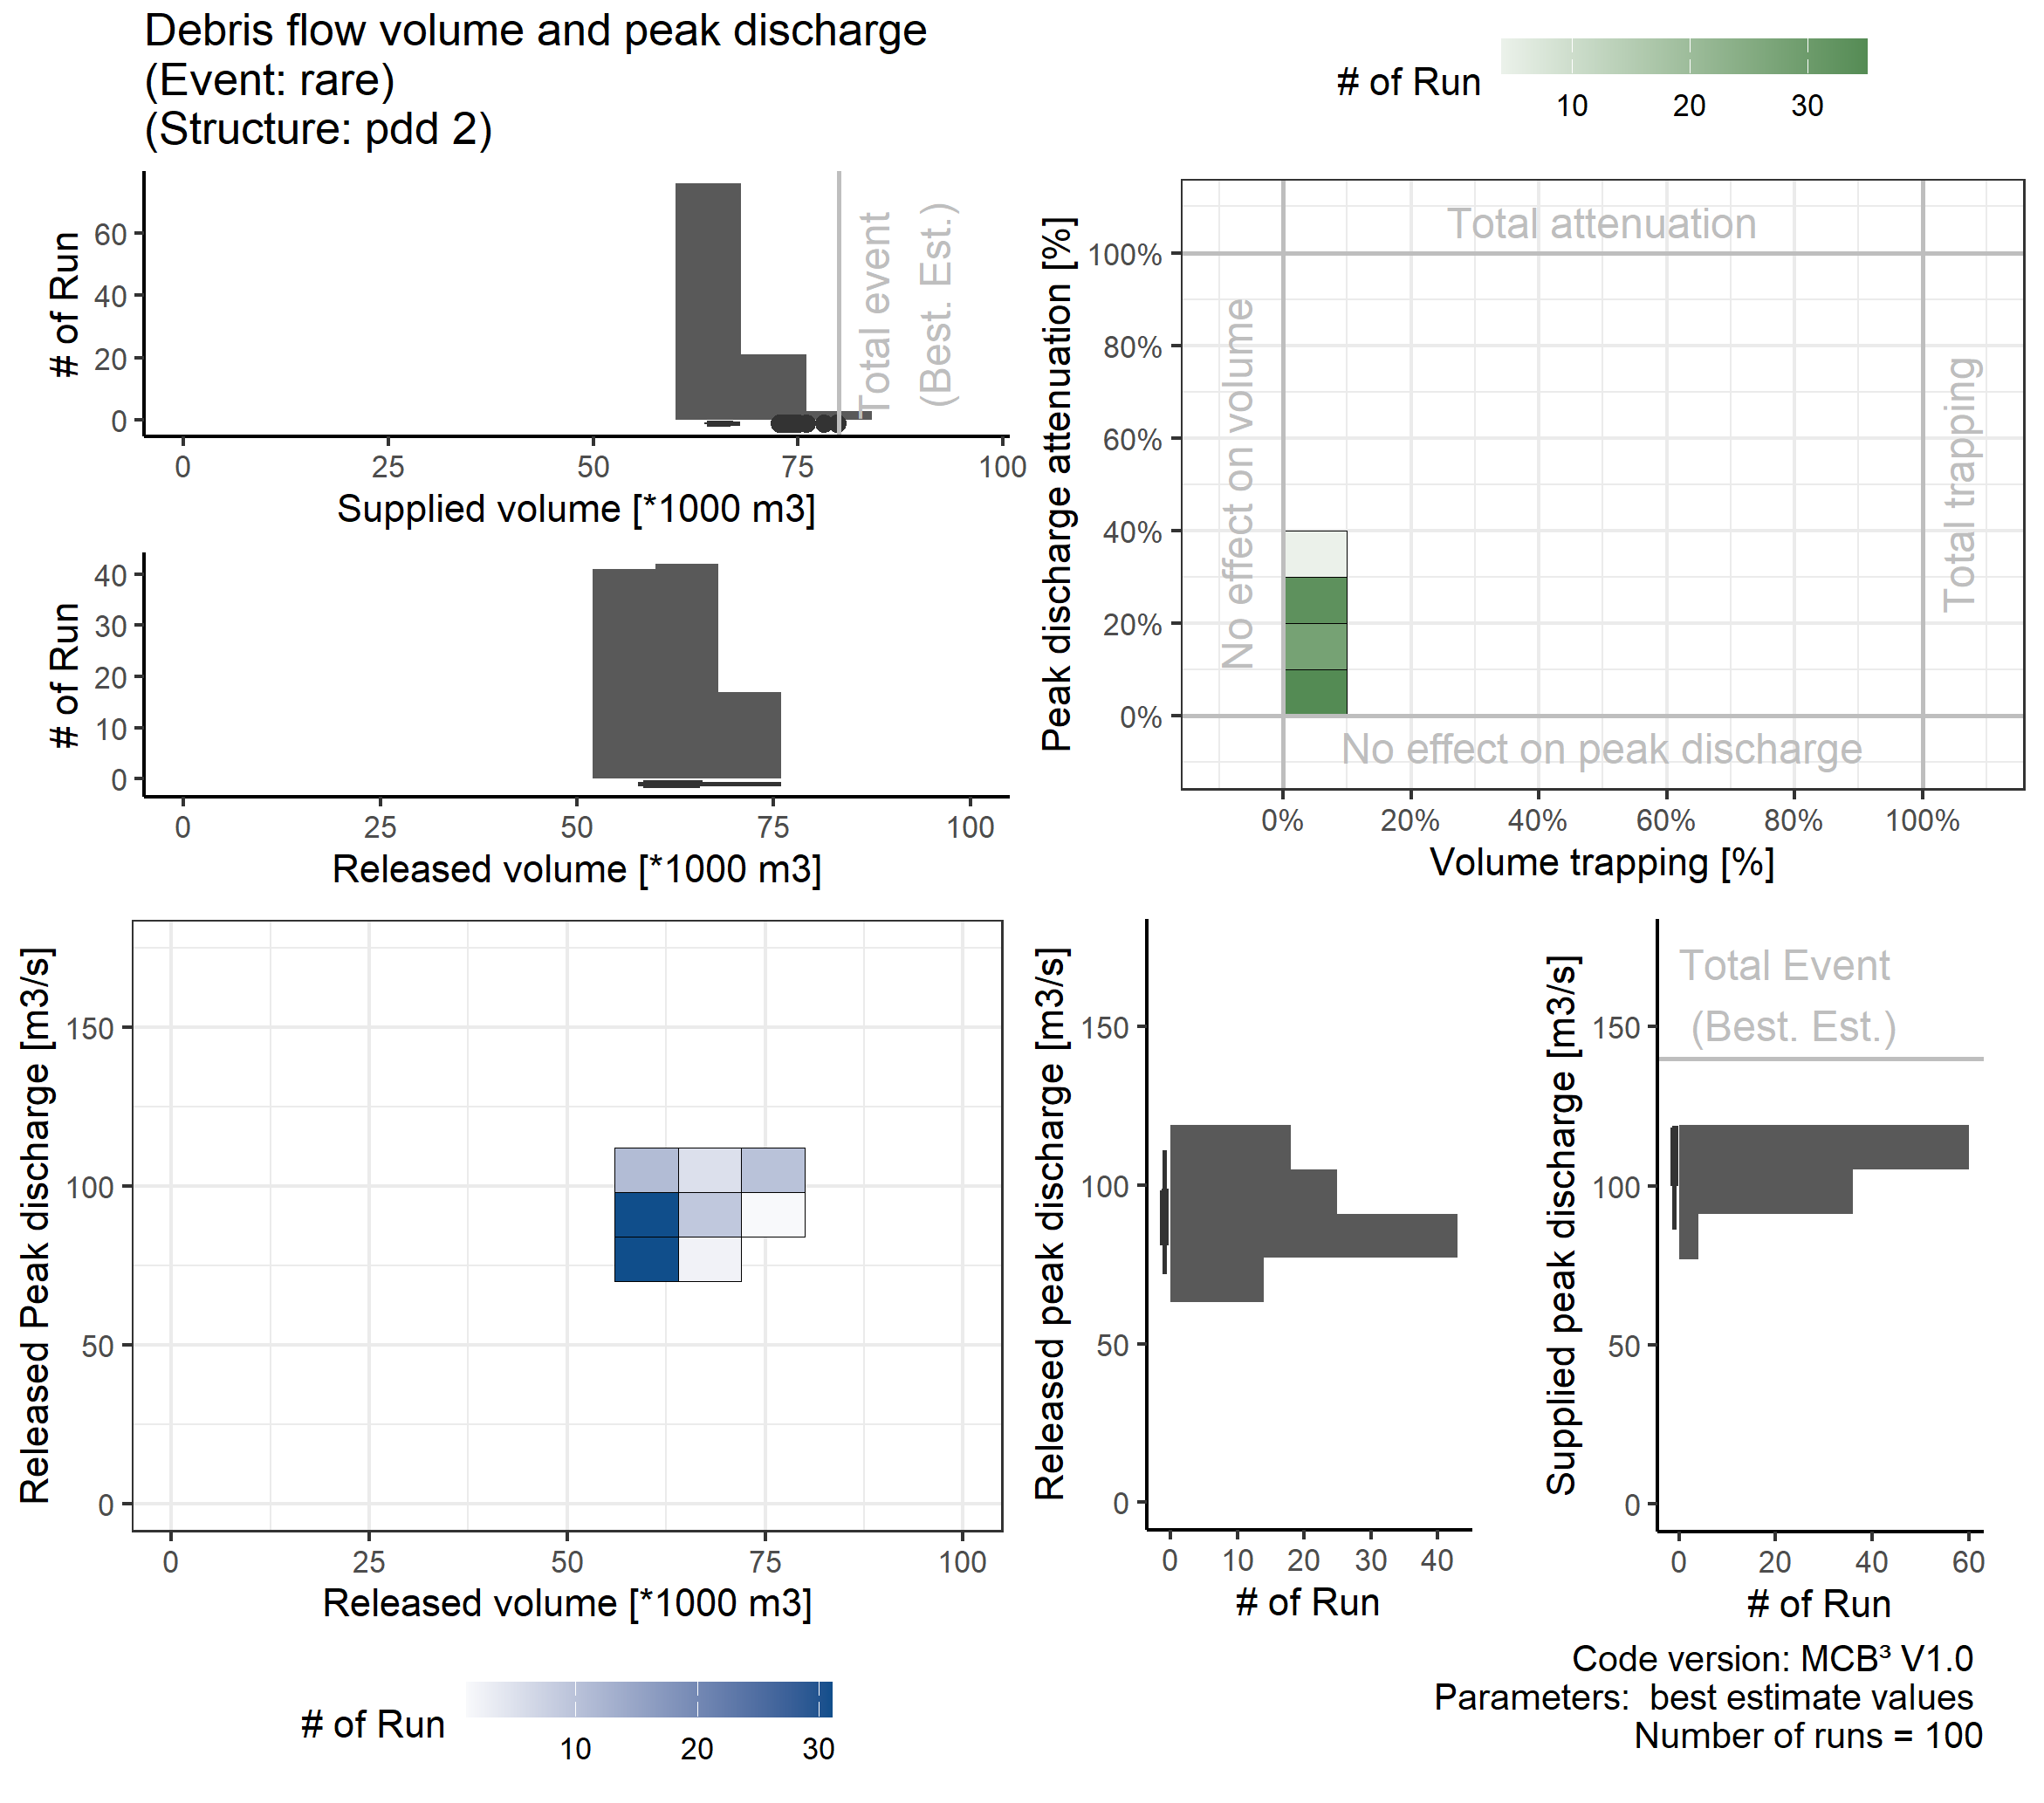 Debris flow volume and peak discharge
(Event: rare)
(Structure: pdd 2)
# of Run
10 20 30
# of Run
60
40
20
0
Total event
(Best. Est.)
0 25 50 75 100
Supplied volume [*1000 m3]
# of Run
40
30
20
10
0
0 25 50 75 100
Released volume [*1000 m3]
Peak discharge attenuation [%]
100%
80%
60%
40%
20%
0%
Total attenuation
No effect on volume
Total trapping
No effect on peak discharge
0% 20% 40% 60% 80% 100%
Volume trapping [%]
Released Peak discharge [m3/s]
150
100
50
0
0 25 50 75 100
Released volume [*1000 m3]
# of Run
10 20 30
Released peak discharge [m3/s]
150
100
50
0
0 10 20 30 40
# of Run
Supplied peak discharge [m3/s]
150
100
50
0
Total Event
(Best. Est.)
0 20 40 60
# of Run
Code version: MCB³ V1.0
Parameters:  best estimate values
Number of runs = 100